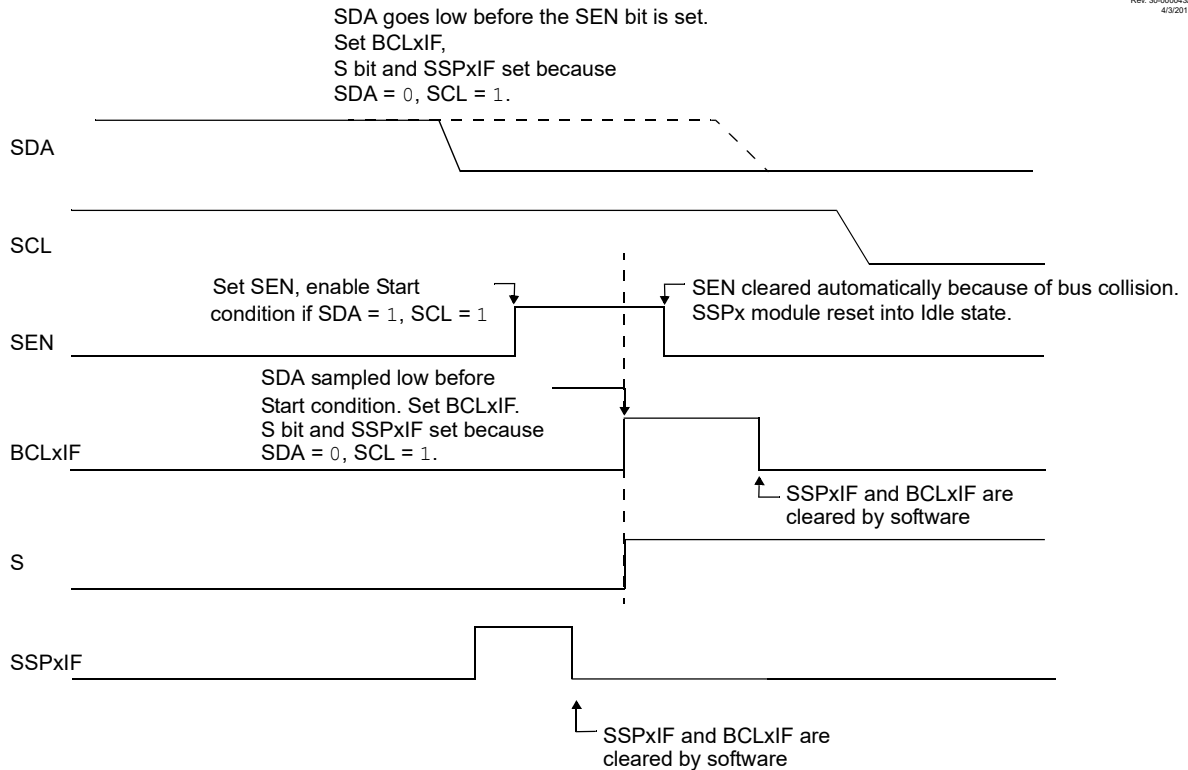 4/3/201
SDA goes low before the SEN bit is set.
Set BCLxIF,
S bit and SSPxIF set because
SDA = 0, SCL = 1.
SDA
SCL
Set SEN, enable Start
condition if SDA = 1, SCL = 1
SEN cleared automatically because of bus collision.
SSPx module reset into Idle state.
SEN
SDA sampled low before
Start condition. Set BCLxIF.
S bit and SSPxIF set because
SDA = 0, SCL = 1.
BCLxIF
SSPxIF and BCLxIF are
cleared by software
S
SSPxIF
SSPxIF and BCLxIF are
cleared by software